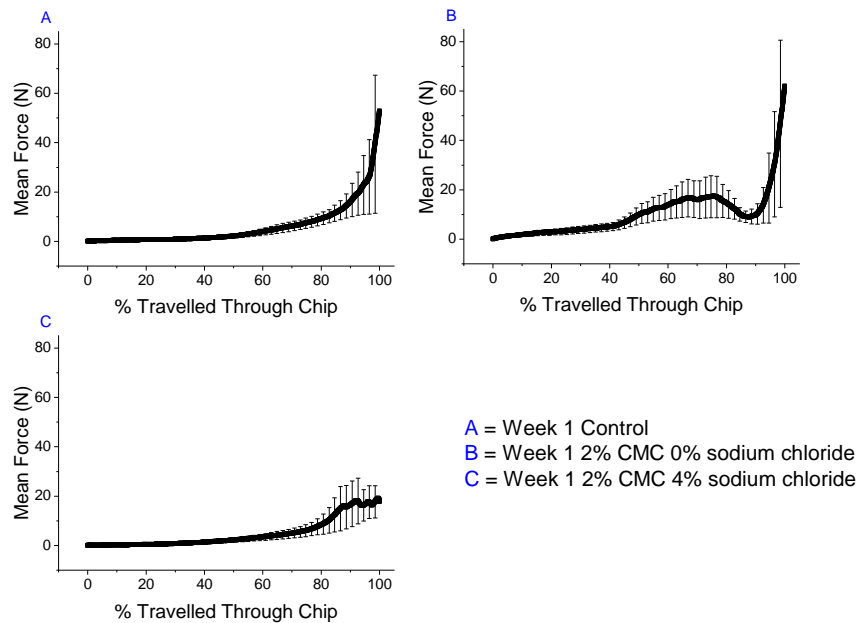 A
80
60
40
20
0
Mean Force (N)
0 20 40 60 80 100
% Travelled Through Chip
B
80
60
40
20
0
Mean Force (N)
0 20 40 60 80 100
% Travelled Through Chip
C
80
60
40
20
0
Mean Force (N)
0 20 40 60 80 100
% Travelled Through Chip
A = Week 1 Control
B = Week 1 2% CMC 0% sodium chloride
C = Week 1 2% CMC 4% sodium chloride